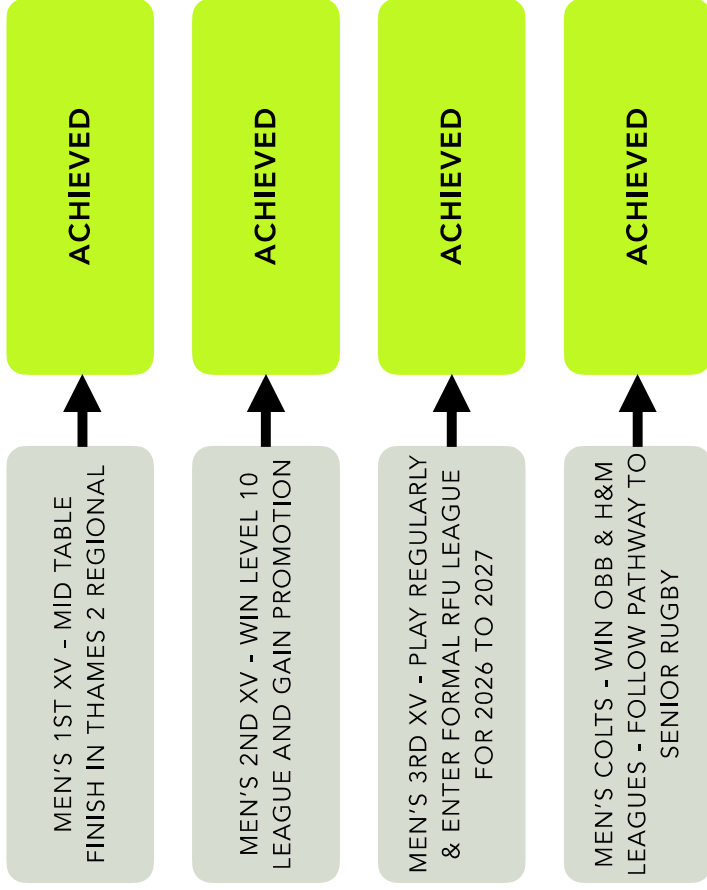 MEN'S 1ST XV - MID TABLE
FINISH IN THAMES 2 REGIONAL
ACHIEVED
MEN'S 2ND XV - WIN LEVEL 10
LEAGUE AND GAIN PROMOTION
ACHIEVED
MEN'S 3RD XV - PLAY REGULARLY
& ENTER FORMAL RFU LEAGUE
FOR 2026 TO 2027
ACHIEVED
MEN'S COLTS - WIN OBB & H&M
LEAGUES - FOLLOW PATHWAY TO
SENIOR RUGBY
ACHIEVED